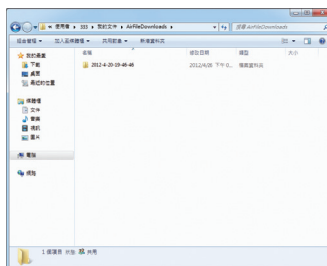 « 使用者 ▸ 333 ▸ 我的文件 ▸ AirFileDownloads ▸
搜尋 AirFileDownloads
組合管理 ▾ 加入至媒體櫃 ▾ 共用對象 ▾ 新增資料夾
名稱 修改日期 類型 大小
2012-4-20-19-46-46 2012/4/26 下午 0... 檔案資料夾
我的最愛
下載
桌面
最近的位置
媒體櫃
文件
音樂
視訊
圖片
電腦
網路
1 個項目 狀態: 共用